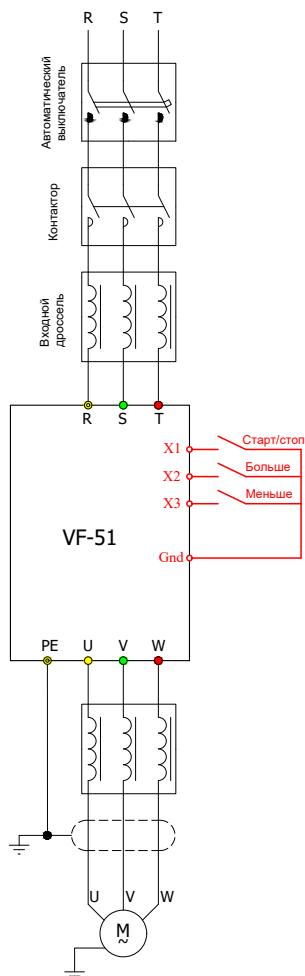 R S T
Автоматический
выключатель
Контактор
Входной
дроссель
R S T
X1 Старт/стоп
X2 Больше
X3 Меньше
VF-51
Gnd
PE U V W
U V W
M
~